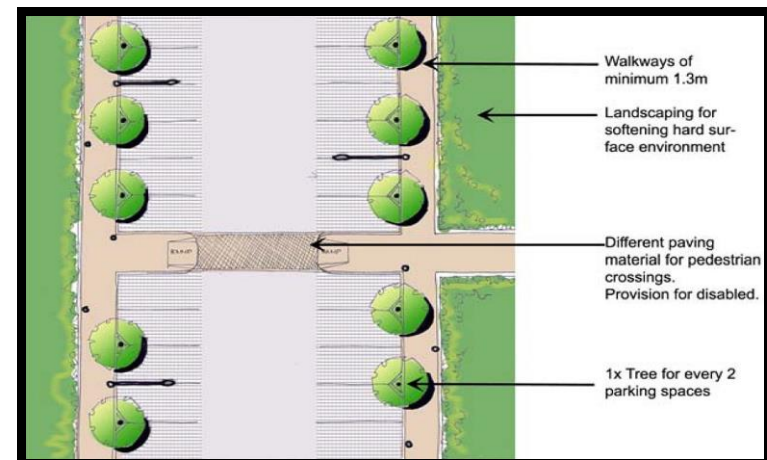 Walkways of
minimum 1.3m
Landscaping for
softening hard sur-
face environment
Different paving
material for pedestrian
crossings.
Provision for disabled.
1x Tree for every 2
parking spaces